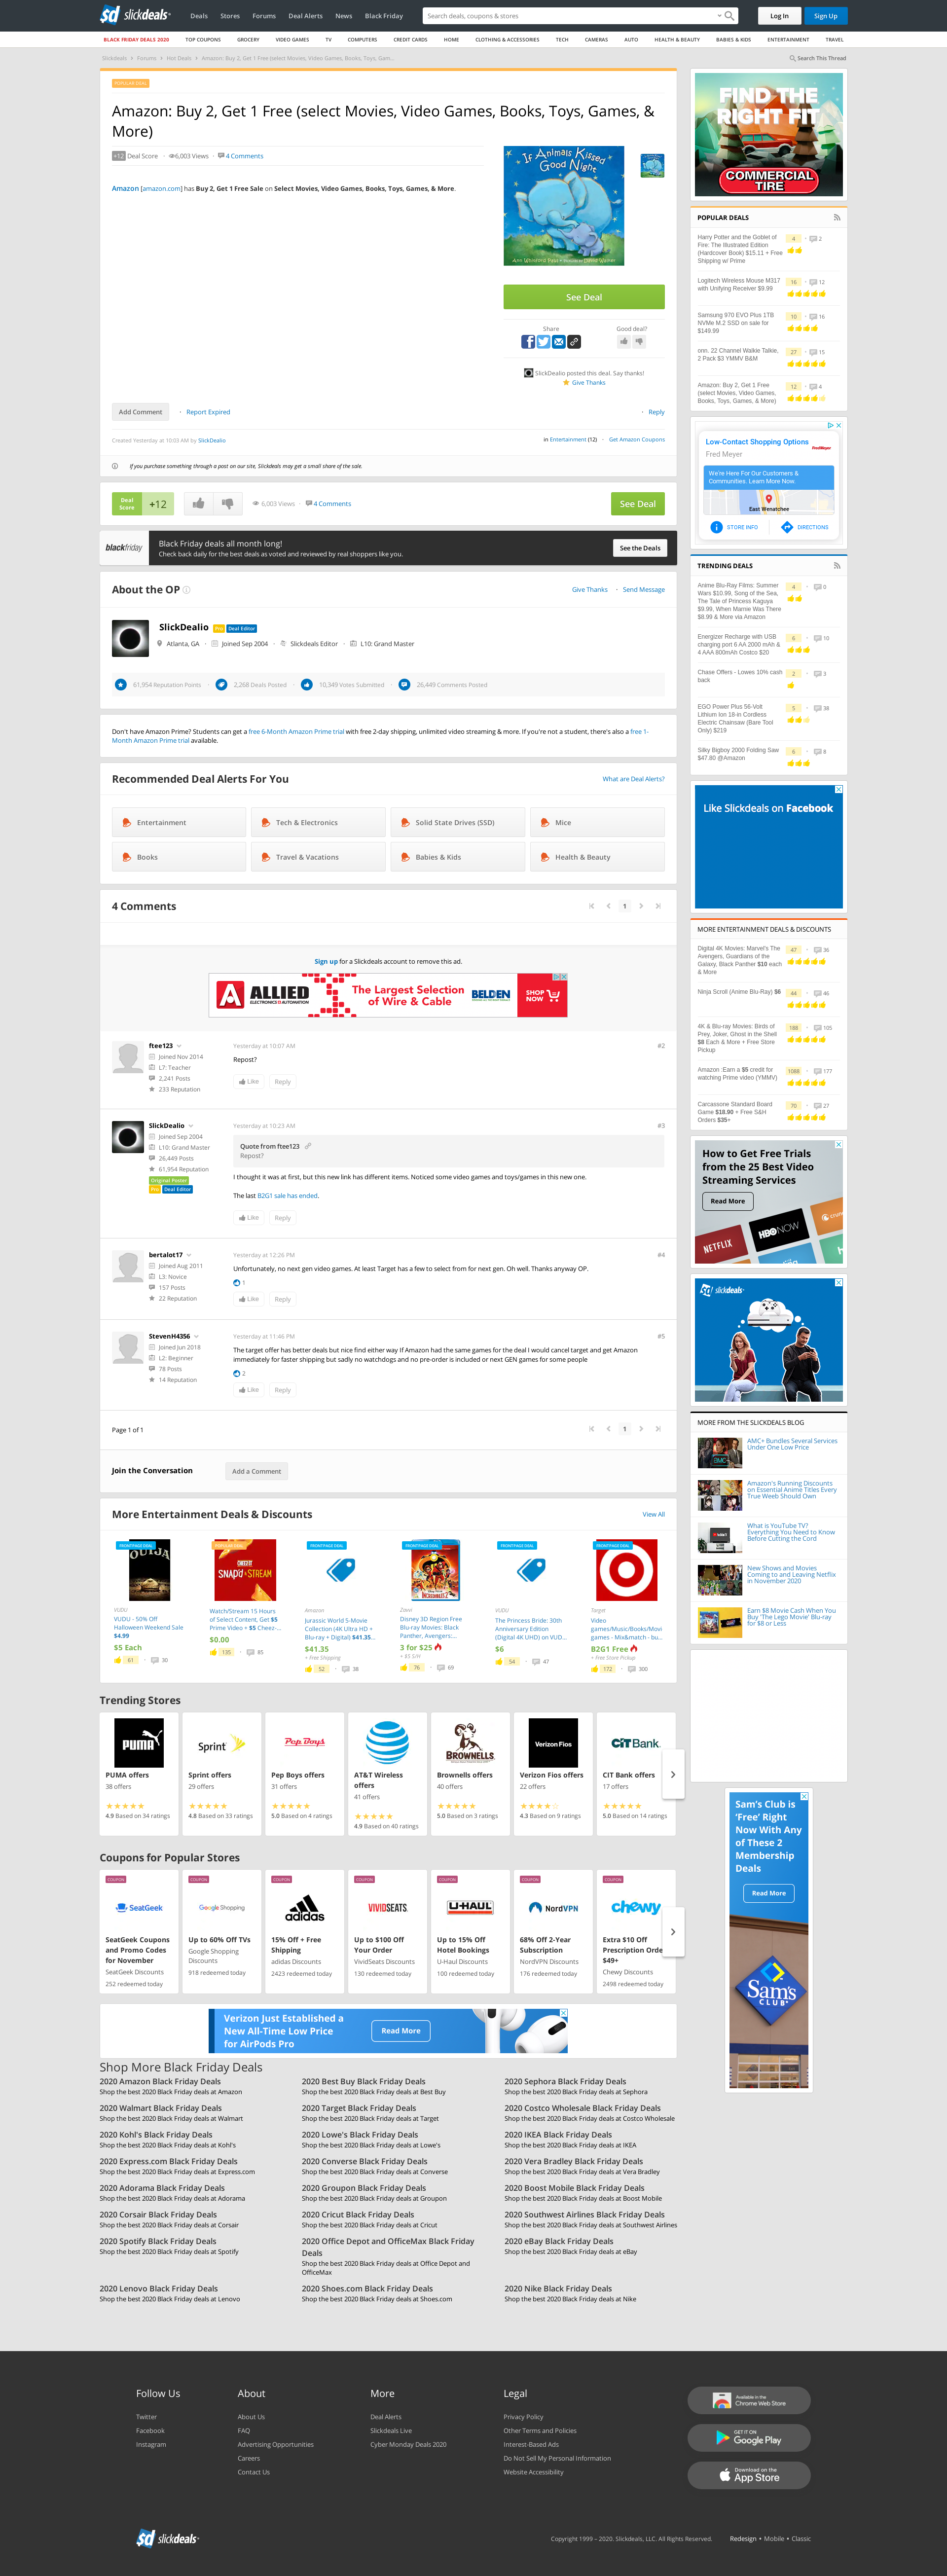 sd slickdeals
Deals Stores Forums Deal Alerts News Black Friday
Search deals, coupons & stores
Log In Sign Up
BLACK FRIDAY DEALS 2020 TOP COUPONS GROCERY VIDEO GAMES TV COMPUTERS CREDIT CARDS HOME CLOTHING & ACCESSORIES TECH CAMERAS AUTO HEALTH & BEAUTY BABIES & KIDS ENTERTAINMENT TRAVEL
Slickdeals Forums Hot Deals Amazon: Buy 2, Get 1 Free (select Movies, Video Games, Books, Toys, Gam...
Search This Thread
POPULAR DEAL
Amazon: Buy 2, Get 1 Free (select Movies, Video Games, Books, Toys, Games, &
More)
+12 Deal Score 6,003 Views 4 Comments
Amazon [amazon.com] has Buy 2, Get 1 Free Sale on Select Movies, Video Games, Books, Toys, Games, & More.
If Animals Kissed
Good Night
See Deal
Share Good deal?
SlickDealio posted this deal. Say thanks!
Give Thanks
Add Comment Report Expired Reply
Created Yesterday at 10:03 AM by SlickDealio
in Entertainment (12) Get Amazon Coupons
If you purchase something through a post on our site, Slickdeals may get a small share of the sale.
Deal
Score +12
6,003 Views 4 Comments
See Deal
blackfriday
Black Friday deals all month long!
Check back daily for the best deals as voted and reviewed by real shoppers like you.
See the Deals
About the OP
Give Thanks Send Message
SlickDealio Pro Deal Editor
Atlanta, GA Joined Sep 2004 Slickdeals Editor L10: Grand Master
61,954 Reputation Points 2,268 Deals Posted 10,349 Votes Submitted 26,449 Comments Posted
Don't have Amazon Prime? Students can get a free 6-Month Amazon Prime trial with free 2-day shipping, unlimited video streaming & more. If you're not a student, there's also a free 1-
Month Amazon Prime trial available.
Recommended Deal Alerts For You
What are Deal Alerts?
Entertainment Tech & Electronics Solid State Drives (SSD) Mice
Books Travel & Vacations Babies & Kids Health & Beauty
4 Comments
1
Sign up for a Slickdeals account to remove this ad.
ALLIED
ELECTRONICS & AUTOMATION
The Largest Selection
of Wire & Cable
BELDEN
SHOP
NOW
ftee123
Joined Nov 2014
L7: Teacher
2,241 Posts
233 Reputation
Yesterday at 10:07 AM #2
Repost?
Like Reply
SlickDealio
Joined Sep 2004
L10: Grand Master
26,449 Posts
61,954 Reputation
Original Poster
Pro Deal Editor
Yesterday at 10:23 AM #3
Quote from ftee123
Repost?
I thought it was at first, but this new link has different items. Noticed some video games and toys/games in this new one.
The last B2G1 sale has ended.
Like Reply
bertalot17
Joined Aug 2011
L3: Novice
157 Posts
22 Reputation
Yesterday at 12:26 PM #4
Unfortunately, no next gen video games. At least Target has a few to select from for next gen. Oh well. Thanks anyway OP.
1
Like Reply
StevenH4356
Joined Jun 2018
L2: Beginner
78 Posts
14 Reputation
Yesterday at 11:46 PM #5
The target offer has better deals but nice find either way If Amazon had the same games for the deal I would cancel target and get Amazon
immediately for faster shipping but sadly no watchdogs and no pre-order is included or next GEN games for some people
2
Like Reply
Page 1 of 1
1
Join the Conversation Add a Comment
More Entertainment Deals & Discounts
View All
FRONTPAGE DEAL
OUIJA
VUDU
VUDU - 50% Off
Halloween Weekend Sale
$4.99
$5 Each
61 30
POPULAR DEAL
CHEEZ-IT
SNAP'D STREAM
Watch/Stream 15 Hours
of Select Content, Get $5
Prime Video + $5 Cheez-...
$0.00
135 85
FRONTPAGE DEAL
Amazon
Jurassic World 5-Movie
Collection (4K Ultra HD +
Blu-ray + Digital) $41.35...
$41.35
+ Free Shipping
52 38
FRONTPAGE DEAL
INCREDIBLES 2
Zavvi
Disney 3D Region Free
Blu-ray Movies: Black
Panther, Avengers:...
3 for $25
+ $5 S/H
76 69
FRONTPAGE DEAL
VUDU
The Princess Bride: 30th
Anniversary Edition
(Digital 4K UHD) on VUD...
$6
54 47
FRONTPAGE DEAL
Target
Video
games/Music/Books/Movi
games - Mix&match - bu...
B2G1 Free
+ Free Store Pickup
172 300
Trending Stores
PUMA
PUMA offers
38 offers
4.9 Based on 34 ratings
Sprint
Sprint offers
29 offers
4.8 Based on 33 ratings
Pep Boys
Pep Boys offers
31 offers
5.0 Based on 4 ratings
AT&T Wireless
offers
41 offers
4.9 Based on 40 ratings
BROWNELLS
Brownells offers
40 offers
5.0 Based on 3 ratings
Verizon Fios
Verizon Fios offers
22 offers
4.3 Based on 9 ratings
CIT BANK
CIT Bank offers
17 offers
5.0 Based on 14 ratings
Coupons for Popular Stores
COUPON
SeatGeek
SeatGeek Coupons
and Promo Codes
for November
SeatGeek Discounts
252 redeemed today
COUPON
Google Shopping
Up to 60% Off TVs
Google Shopping
Discounts
918 redeemed today
COUPON
adidas
15% Off + Free
Shipping
adidas Discounts
2423 redeemed today
COUPON
VIVIDSEATS.
Up to $100 Off
Your Order
VividSeats Discounts
130 redeemed today
COUPON
U-HAUL
Up to 15% Off
Hotel Bookings
U-Haul Discounts
100 redeemed today
COUPON
NordVPN
68% Off 2-Year
Subscription
NordVPN Discounts
176 redeemed today
COUPON
chewy
Extra $10 Off
Prescription Orde
$49+
Chewy Discounts
2498 redeemed today
Verizon Just Established a
New All-Time Low Price
for AirPods Pro
Read More
Shop More Black Friday Deals
2020 Amazon Black Friday Deals
Shop the best 2020 Black Friday deals at Amazon
2020 Best Buy Black Friday Deals
Shop the best 2020 Black Friday deals at Best Buy
2020 Sephora Black Friday Deals
Shop the best 2020 Black Friday deals at Sephora
2020 Walmart Black Friday Deals
Shop the best 2020 Black Friday deals at Walmart
2020 Target Black Friday Deals
Shop the best 2020 Black Friday deals at Target
2020 Costco Wholesale Black Friday Deals
Shop the best 2020 Black Friday deals at Costco Wholesale
2020 Kohl's Black Friday Deals
Shop the best 2020 Black Friday deals at Kohl's
2020 Lowe's Black Friday Deals
Shop the best 2020 Black Friday deals at Lowe's
2020 IKEA Black Friday Deals
Shop the best 2020 Black Friday deals at IKEA
2020 Express.com Black Friday Deals
Shop the best 2020 Black Friday deals at Express.com
2020 Converse Black Friday Deals
Shop the best 2020 Black Friday deals at Converse
2020 Vera Bradley Black Friday Deals
Shop the best 2020 Black Friday deals at Vera Bradley
2020 Adorama Black Friday Deals
Shop the best 2020 Black Friday deals at Adorama
2020 Groupon Black Friday Deals
Shop the best 2020 Black Friday deals at Groupon
2020 Boost Mobile Black Friday Deals
Shop the best 2020 Black Friday deals at Boost Mobile
2020 Corsair Black Friday Deals
Shop the best 2020 Black Friday deals at Corsair
2020 Cricut Black Friday Deals
Shop the best 2020 Black Friday deals at Cricut
2020 Southwest Airlines Black Friday Deals
Shop the best 2020 Black Friday deals at Southwest Airlines
2020 Spotify Black Friday Deals
Shop the best 2020 Black Friday deals at Spotify
2020 Office Depot and OfficeMax Black Friday
Deals
Shop the best 2020 Black Friday deals at Office Depot and
OfficeMax
2020 eBay Black Friday Deals
Shop the best 2020 Black Friday deals at eBay
2020 Lenovo Black Friday Deals
Shop the best 2020 Black Friday deals at Lenovo
2020 Shoes.com Black Friday Deals
Shop the best 2020 Black Friday deals at Shoes.com
2020 Nike Black Friday Deals
Shop the best 2020 Black Friday deals at Nike
FIND THE
RIGHT FIT
COMMERCIAL
TIRE
POPULAR DEALS
Harry Potter and the Goblet of
Fire: The Illustrated Edition
(Hardcover Book) $15.11 + Free
Shipping w/ Prime
4 2
Logitech Wireless Mouse M317
with Unifying Receiver $9.99
16 12
Samsung 970 EVO Plus 1TB
NVMe M.2 SSD on sale for
$149.99
10 16
onn. 22 Channel Walkie Talkie,
2 Pack $3 YMMV B&M
27 15
Amazon: Buy 2, Get 1 Free
(select Movies, Video Games,
Books, Toys, Games, & More)
12 4
Low-Contact Shopping Options
Fred Meyer
We're Here For Our Customers &
Communities. Learn More Now.
East Wenatchee
STORE INFO DIRECTIONS
TRENDING DEALS
Anime Blu-Ray Films: Summer
Wars $10.99, Song of the Sea,
The Tale of Princess Kaguya
$9.99, When Marnie Was There
$8.99 & More via Amazon
4 0
Energizer Recharge with USB
charging port 6 AA 2000 mAh &
4 AAA 800mAh Costco $20
6 10
Chase Offers - Lowes 10% cash
back
2 3
EGO Power Plus 56-Volt
Lithium Ion 18-in Cordless
Electric Chainsaw (Bare Tool
Only) $219
5 38
Silky Bigboy 2000 Folding Saw
$47.80 @Amazon
6 8
Like Slickdeals on Facebook
MORE ENTERTAINMENT DEALS & DISCOUNTS
Digital 4K Movies: Marvel's The
Avengers, Guardians of the
Galaxy, Black Panther $10 each
& More
47 36
Ninja Scroll (Anime Blu-Ray) $6
44 46
4K & Blu-ray Movies: Birds of
Prey, Joker, Ghost in the Shell
$8 Each & More + Free Store
Pickup
188 105
Amazon :Earn a $5 credit for
watching Prime video (YMMV)
1088 177
Carcassone Standard Board
Game $18.90 + Free S&H
Orders $35+
70 27
How to Get Free Trials
from the 25 Best Video
Streaming Services
Read More
NETFLIX HBO NOW
sd slickdeals
MORE FROM THE SLICKDEALS BLOG
AMC+ Bundles Several Services
Under One Low Price
Amazon's Running Discounts
on Essential Anime Titles Every
True Weeb Should Own
What is YouTube TV?
Everything You Need to Know
Before Cutting the Cord
New Shows and Movies
Coming to and Leaving Netflix
in November 2020
Earn $8 Movie Cash When You
Buy 'The Lego Movie' Blu-ray
for $8 or Less
Sam's Club is
'Free' Right
Now With Any
of These 2
Membership
Deals
Read More
Sam's
CLUB
Follow Us
Twitter
Facebook
Instagram
About
About Us
FAQ
Advertising Opportunities
Careers
Contact Us
More
Deal Alerts
Slickdeals Live
Cyber Monday Deals 2020
Legal
Privacy Policy
Other Terms and Policies
Interest-Based Ads
Do Not Sell My Personal Information
Website Accessibility
Available in the
Chrome Web Store
GET IT ON
Google Play
Download on the
App Store
sd slickdeals
Copyright 1999 – 2020. Slickdeals, LLC. All Rights Reserved. Redesign • Mobile • Classic